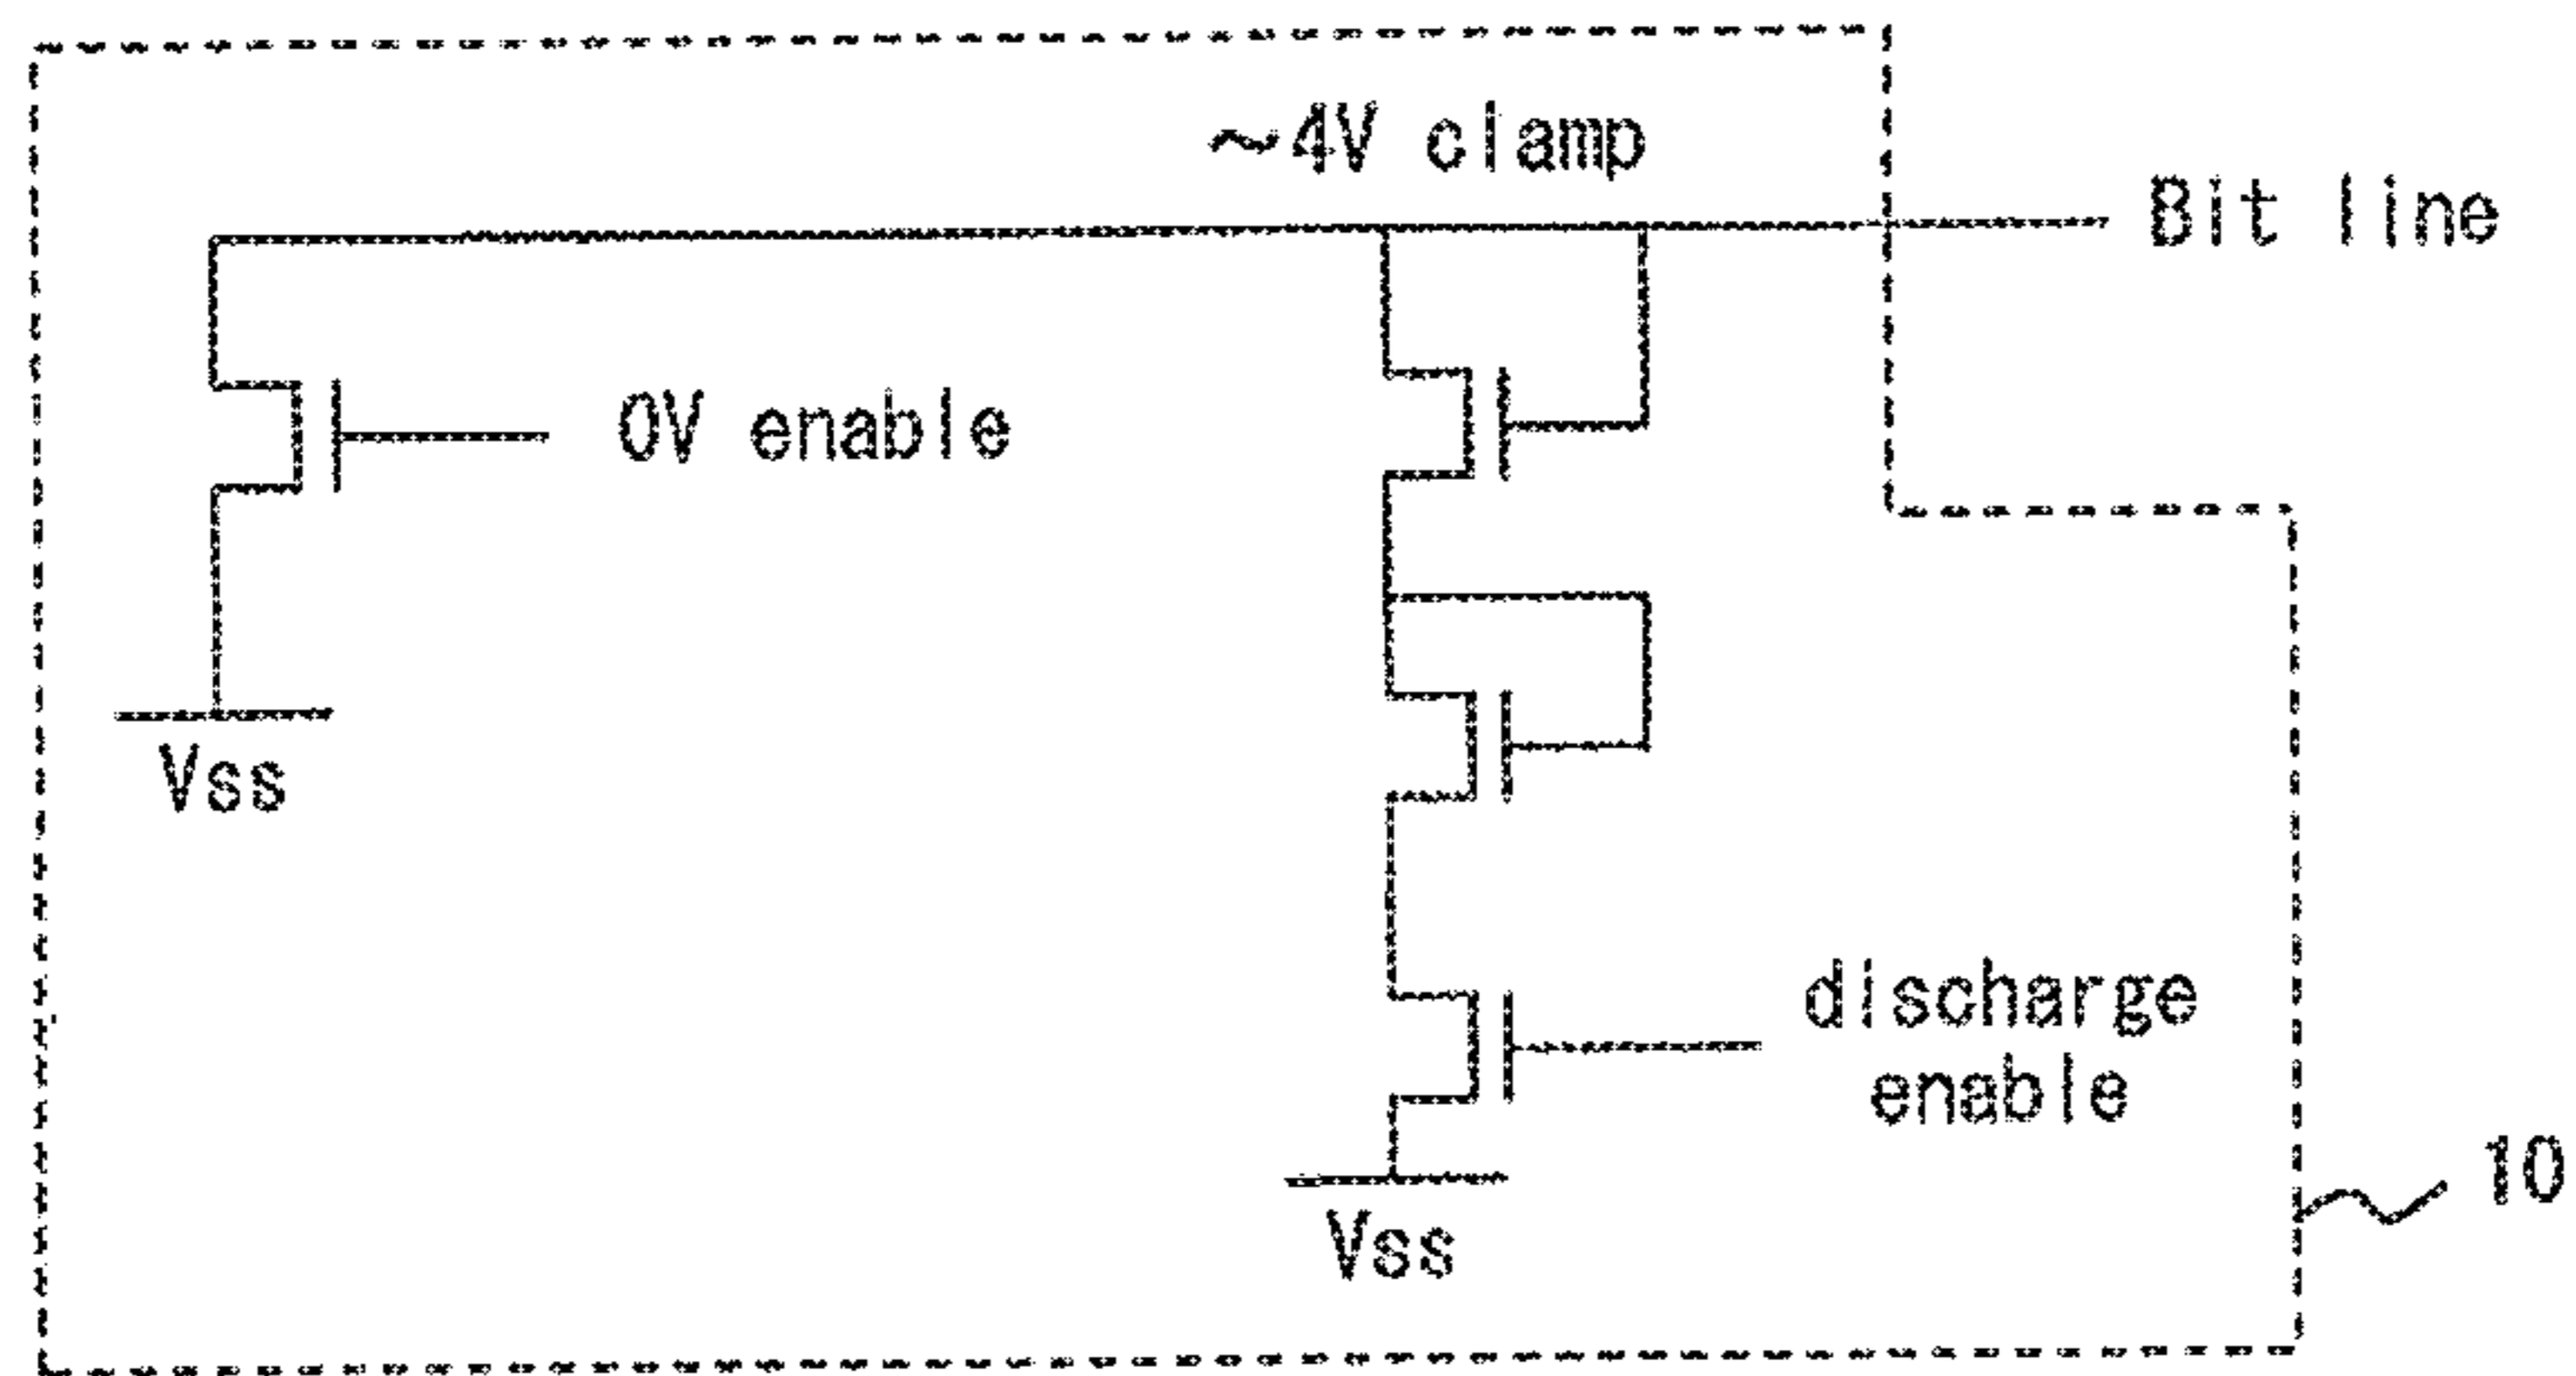 ~4V clamp
Bit line
0V enable
Vss
discharge
enable
10
Vss